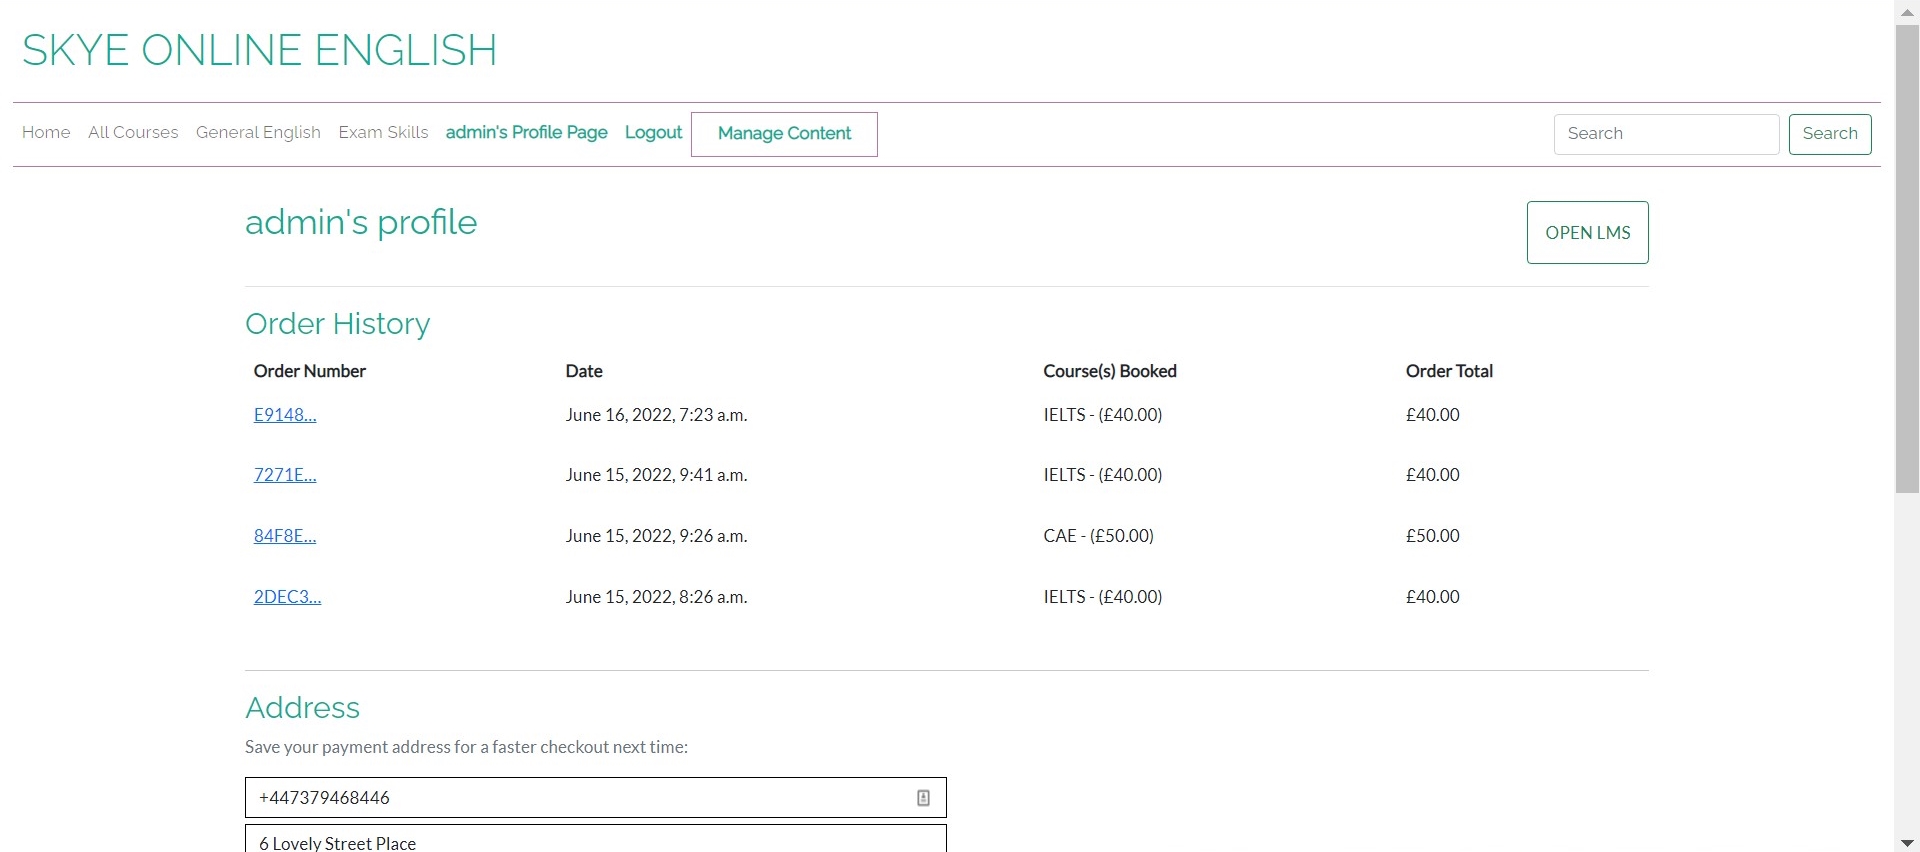 SKYE ONLINE ENGLISH
Home All Courses General English Exam Skills admin's Profile Page Logout Manage Content Search Search
admin's profile OPEN LMS
Order History
Order Number Date Course(s) Booked Order Total
E9148... June 16, 2022, 7:23 a.m. IELTS - (£40.00) £40.00
7271E... June 15, 2022, 9:41 a.m. IELTS - (£40.00) £40.00
84F8E... June 15, 2022, 9:26 a.m. CAE - (£50.00) £50.00
2DEC3... June 15, 2022, 8:26 a.m. IELTS - (£40.00) £40.00
Address
Save your payment address for a faster checkout next time:
+447379468446
6 Lovely Street Place